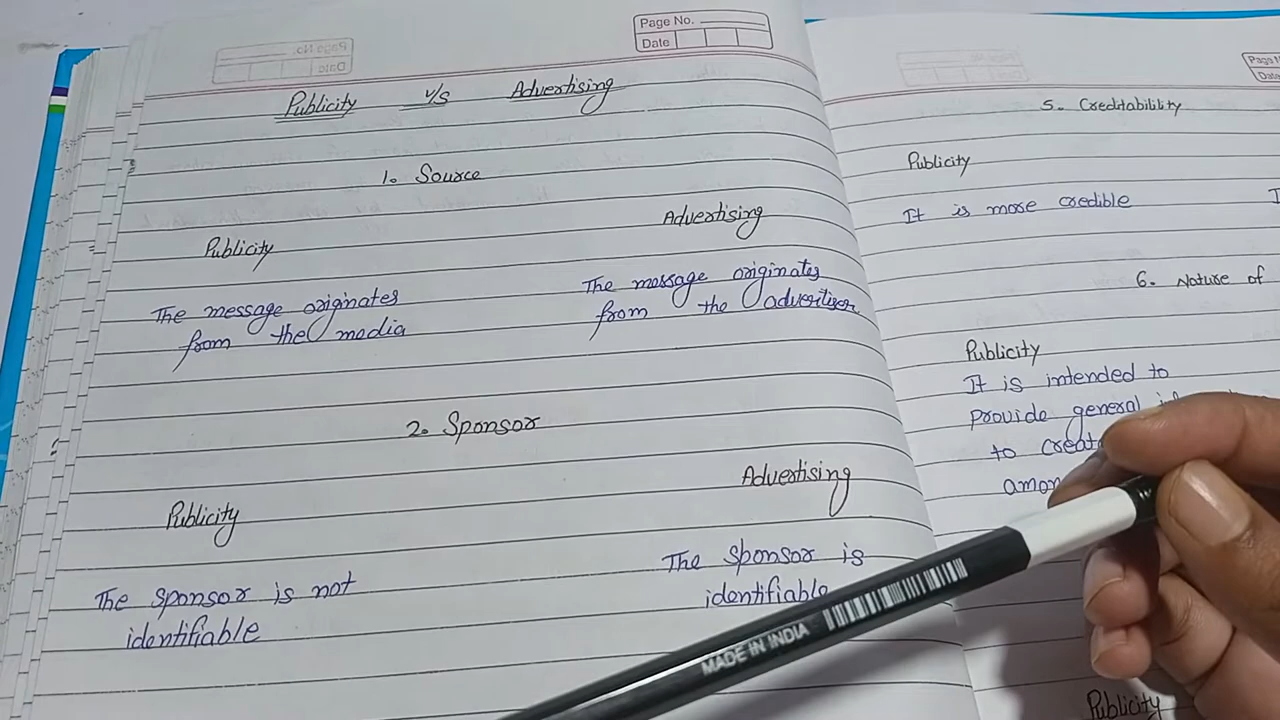 Page No.
Date
Publicity v/s Advertising
1. Source
Publicity
Advertising
The message originates
from the media
The message originates
from the advertiser
2. Sponsor
Publicity
Advertising
The sponsor is not
identifiable
The sponsor is
identifiable
Page
Date
5. Creditability
Publicity
It is more credible
6. Nature of
Publicity
It is intended to
provide general
to
Publicity
MADE IN INDIA